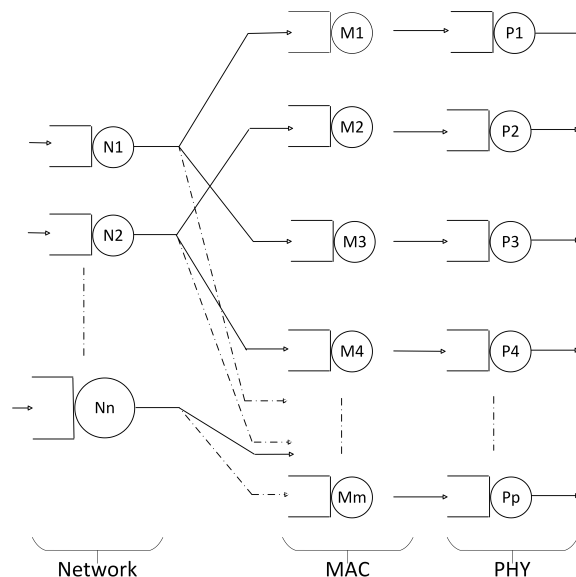 M1 P1
M2 P2
N1
N2 M3 P3
M4 P4
Nn
Mm Pp
Network MAC PHY